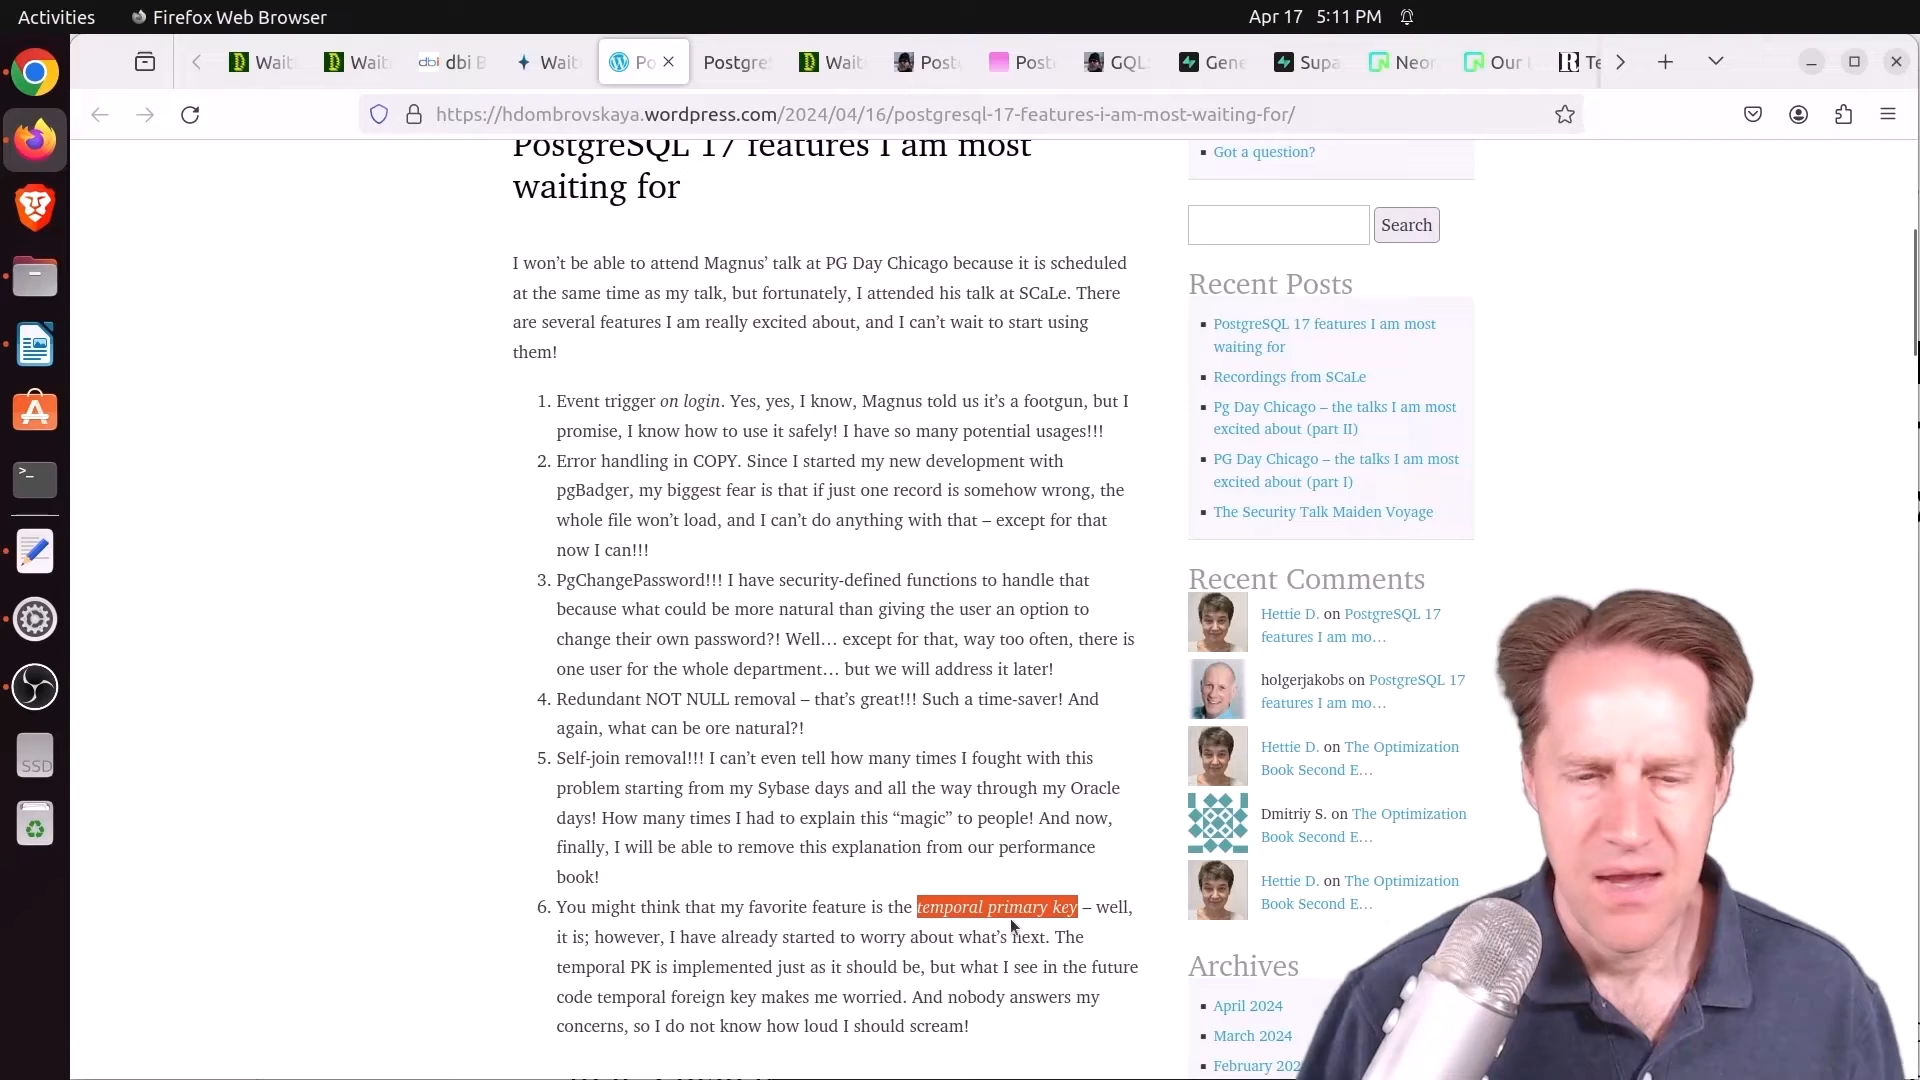 Activities
Firefox Web Browser
Apr 17 5:11 PM
Wait
Wait
dbi
dbi B
Wait
Po
Postgre
Wait
Post
Post
GQL
Gene
Supa
Neon
Our
R
Te
https://hdombrovskaya.wordpress.com/2024/04/16/postgresql-17-features-i-am-most-waiting-for/
PostgreSQL 17 features I am most
waiting for
I won’t be able to attend Magnus’ talk at PG Day Chicago because it is scheduled
at the same time as my talk, but fortunately, I attended his talk at SCaLe. There
are several features I am really excited about, and I can’t wait to start using
them!
1. Event trigger on login. Yes, yes, I know, Magnus told us it’s a footgun, but I
promise, I know how to use it safely! I have so many potential usages!!!
2. Error handling in COPY. Since I started my new development with
pgBadger, my biggest fear is that if just one record is somehow wrong, the
whole file won’t load, and I can’t do anything with that – except for that
now I can!!!
3. PgChangePassword!!! I have security-defined functions to handle that
because what could be more natural than giving the user an option to
change their own password?! Well… except for that, way too often, there is
one user for the whole department… but we will address it later!
4. Redundant NOT NULL removal – that’s great!!! Such a time-saver! And
again, what can be ore natural?!
5. Self-join removal!!! I can’t even tell how many times I fought with this
problem starting from my Sybase days and all the way through my Oracle
days! How many times I had to explain this “magic” to people! And now,
finally, I will be able to remove this explanation from our performance
book!
6. You might think that my favorite feature is the temporal primary key – well,
it is; however, I have already started to worry about what’s next. The
temporal PK is implemented just as it should be, but what I see in the future
code temporal foreign key makes me worried. And nobody answers my
concerns, so I do not know how loud I should scream!
Got a question?
Search
Recent Posts
PostgreSQL 17 features I am most
waiting for
Recordings from SCaLe
Pg Day Chicago – the talks I am most
excited about (part II)
PG Day Chicago – the talks I am most
excited about (part I)
The Security Talk Maiden Voyage
Recent Comments
Hettie D. on PostgreSQL 17
features I am mo…
holgerjakobs on PostgreSQL 17
features I am mo…
Hettie D. on The Optimization
Book Second E…
Dmitriy S. on The Optimization
Book Second E…
Hettie D. on The Optimization
Book Second E…
Archives
April 2024
March 2024
February 202
SSD